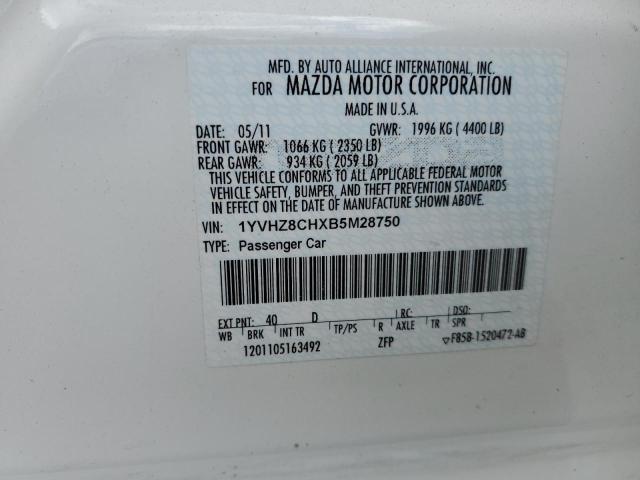 MFD. BY AUTO ALLIANCE INTERNATIONAL, INC.
FOR MAZDA MOTOR CORPORATION
MADE IN U.S.A.
DATE: 05/11 GVWR: 1996 KG ( 4400 LB)
FRONT GAWR: 1066 KG ( 2350 LB)
REAR GAWR: 934 KG ( 2059 LB)
THIS VEHICLE CONFORMS TO ALL APPLICABLE FEDERAL MOTOR
VEHICLE SAFETY, BUMPER, AND THEFT PREVENTION STANDARDS
IN EFFECT ON THE DATE OF MANUFACTURE SHOWN ABOVE.
VIN: 1YVHZ8CHXB5M28750
TYPE: Passenger Car
EXT PNT: 40 D RC: DSO:
WB BRK INT TR TP/PS R AXLE TR SPR
1201105163492 ZFP ▽F85B-1520472-AB